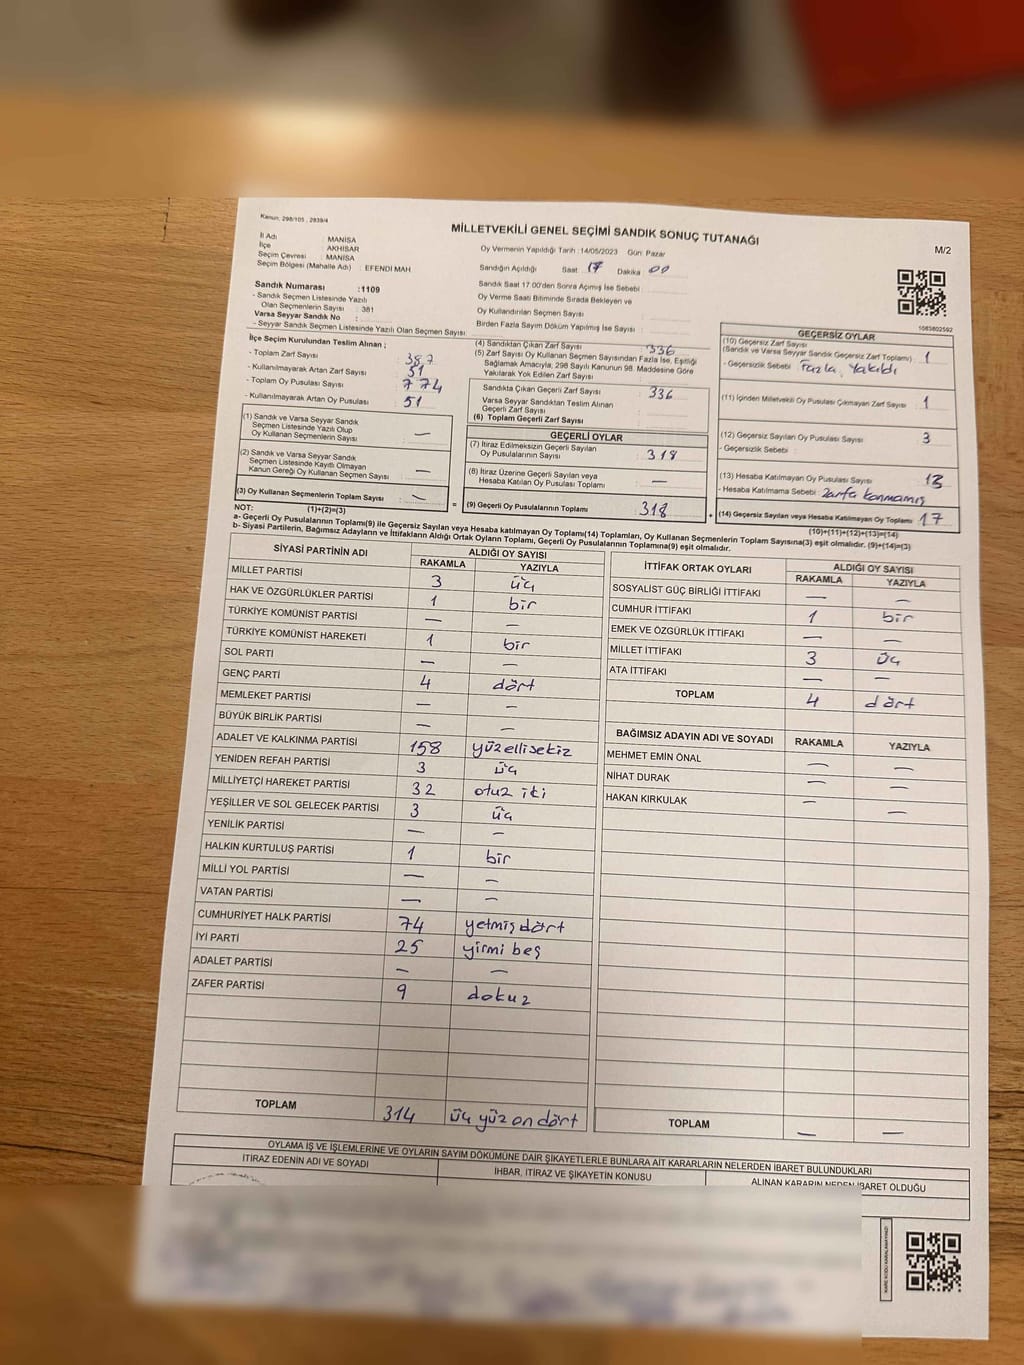 Kanun, 298/105 , 2839/4
MİLLETVEKİLİ GENEL SEÇİMİ SANDIK SONUÇ TUTANAĞI
M/2
İl Adı : MANİSA
İlçe : AKHİSAR
Seçim Çevresi : MANİSA
Seçim Bölgesi (Mahalle Adı) : EFENDİ MAH
Sandık Numarası :1109
- Sandık Seçmen Listesinde Yazılı
Olan Seçmenlerin Sayısı : 381
Varsa Seyyar Sandık No :
- Seyyar Sandık Seçmen Listesinde Yazılı Olan Seçmen Sayısı:
Oy Vermenin Yapıldığı Tarih :14/05/2023 Gün: Pazar
Sandığın Açıldığı Saat 17 Dakika 00
Sandık Saat 17.00'den Sonra Açılmış İse Sebebi
Oy Verme Saati Bitiminde Sırada Bekleyen ve
Oy Kullandırılan Seçmen Sayısı
Birden Fazla Sayım Döküm Yapılmış İse Sayısı
1083802592
İlçe Seçim Kurulundan Teslim Alınan ;
- Toplam Zarf Sayısı : 387
- Kullanılmayarak Artan Zarf Sayısı : 51
- Toplam Oy Pusulası Sayısı : 774
- Kullanılmayarak Artan Oy Pusulası : 51
(1) Sandık ve Varsa Seyyar Sandık
Seçmen Listesinde Yazılı Olup
Oy Kullanan Seçmenlerin Sayısı : —
(2) Sandık ve Varsa Seyyar Sandık
Seçmen Listesinde Kayıtlı Olmayan
Kanun Gereği Oy Kullanan Seçmenlerin Sayısı : —
(3) Oy Kullanan Seçmenlerin Toplam Sayısı : —
(4) Sandıktan Çıkan Zarf Sayısı : 336
(5) Zarf Sayısı Oy Kullanan Seçmen Sayısından Fazla İse, Eşitliği
Sağlamak Amacıyla, 298 Sayılı Kanunun 98. Maddesine Göre
Yakılarak Yok Edilen Zarf Sayısı
Sandıkta Çıkan Geçerli Zarf Sayısı : 336
Varsa Seyyar Sandıktan Teslim Alınan
Geçerli Zarf Sayısı
(6) Toplam Geçerli Zarf Sayısı
GEÇERLİ OYLAR
(7) İtiraz Edilmeksizin Geçerli Sayılan
Oy Pusulalarının Sayısı : 318
(8) İtiraz Üzerine Geçerli Sayılan veya
Hesaba Katılan Oy Pusulası Toplamı : —
= (9) Geçerli Oy Pusulalarının Toplamı 318
GEÇERSİZ OYLAR
(10) Geçersiz Zarf Sayısı
(Sandık ve Varsa Seyyar Sandık Geçersiz Zarf Toplamı) : 1
- Geçersizlik Sebebi : Fazla, Yakıldı
(11) İçinden Milletvekili Oy Pusulası Çıkmayan Zarf Sayısı : 1
(12) Geçersiz Sayılan Oy Pusulası Sayısı : 3
- Geçersizlik Sebebi :
(13) Hesaba Katılmayan Oy Pusulası Sayısı : 13
- Hesaba Katılmama Sebebi : zarfa konmamış
+ (14) Geçersiz Sayılan veya Hesaba Katılmayan Oy Toplamı : 17
NOT: (1)+(2)=(3) (10)+(11)+(12)+(13)=(14)
a- Geçerli Oy Pusulalarının Toplamı(9) ile Geçersiz Sayılan veya Hesaba katılmayan Oy Toplamı(14) Toplamları, Oy Kullanan Seçmenlerin Toplam Sayısına(3) eşit olmalıdır. (9)+(14)=(3)
b- Siyasi Partilerin, Bağımsız Adayların ve İttifakların Aldığı Ortak Oyların Toplamı, Geçerli Oy Pusulalarının Toplamına(9) eşit olmalıdır.
SİYASİ PARTİNİN ADI ALDIĞI OY SAYISI
RAKAMLA YAZIYLA
MİLLET PARTİSİ 3 üç
HAK VE ÖZGÜRLÜKLER PARTİSİ 1 bir
TÜRKİYE KOMÜNİST PARTİSİ — —
TÜRKİYE KOMÜNİST HAREKETİ 1 bir
SOL PARTİ — —
GENÇ PARTİ 4 dört
MEMLEKET PARTİSİ — —
BÜYÜK BİRLİK PARTİSİ — —
ADALET VE KALKINMA PARTİSİ 158 yüzellisekiz
YENİDEN REFAH PARTİSİ 3 üç
MİLLİYETÇİ HAREKET PARTİSİ 32 otuz iki
YEŞİLLER VE SOL GELECEK PARTİSİ 3 üç
YENİLİK PARTİSİ — —
HALKIN KURTULUŞ PARTİSİ 1 bir
MİLLİ YOL PARTİSİ — —
VATAN PARTİSİ — —
CUMHURİYET HALK PARTİSİ 74 yetmiş dört
İYİ PARTİ 25 yirmi beş
ADALET PARTİSİ — —
ZAFER PARTİSİ 9 dokuz
TOPLAM 314 üç yüz on dört
İTTİFAK ORTAK OYLARI ALDIĞI OY SAYISI
RAKAMLA YAZIYLA
SOSYALİST GÜÇ BİRLİĞİ İTTİFAKI — —
CUMHUR İTTİFAKI 1 bir
EMEK VE ÖZGÜRLÜK İTTİFAKI — —
MİLLET İTTİFAKI 3 üç
ATA İTTİFAKI — —
TOPLAM 4 dört
BAĞIMSIZ ADAYIN ADI VE SOYADI RAKAMLA YAZIYLA
MEHMET EMİN ÖNAL — —
NİHAT DURAK — —
HAKAN KIRKULAK — —
TOPLAM — —
OYLAMA İŞ VE İŞLEMLERİNE VE OYLARIN SAYIM DÖKÜMÜNE DAİR ŞİKAYETLERLE BUNLARA AİT KARARLARIN NELERDEN İBARET BULUNDUKLARI
İTİRAZ EDENİN ADI VE SOYADI İHBAR, İTİRAZ VE ŞİKAYETİN KONUSU ALINAN KARARIN NEDEN İBARET OLDUĞU